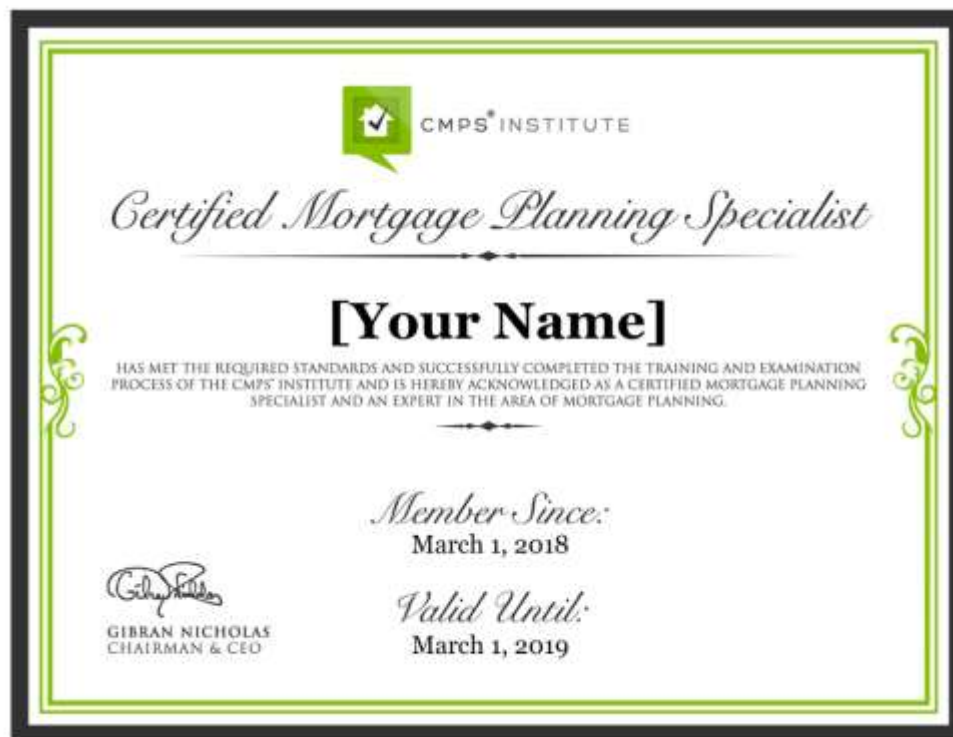 CMPS® INSTITUTE
Certified Mortgage Planning Specialist
[Your Name]
HAS MET THE REQUIRED STANDARDS AND SUCCESSFULLY COMPLETED THE TRAINING AND EXAMINATION
PROCESS OF THE CMPS® INSTITUTE AND IS HEREBY ACKNOWLEDGED AS A CERTIFIED MORTGAGE PLANNING
SPECIALIST AND AN EXPERT IN THE AREA OF MORTGAGE PLANNING.
Member Since:
March 1, 2018
Valid Until:
March 1, 2019
GIBRAN NICHOLAS
CHAIRMAN & CEO